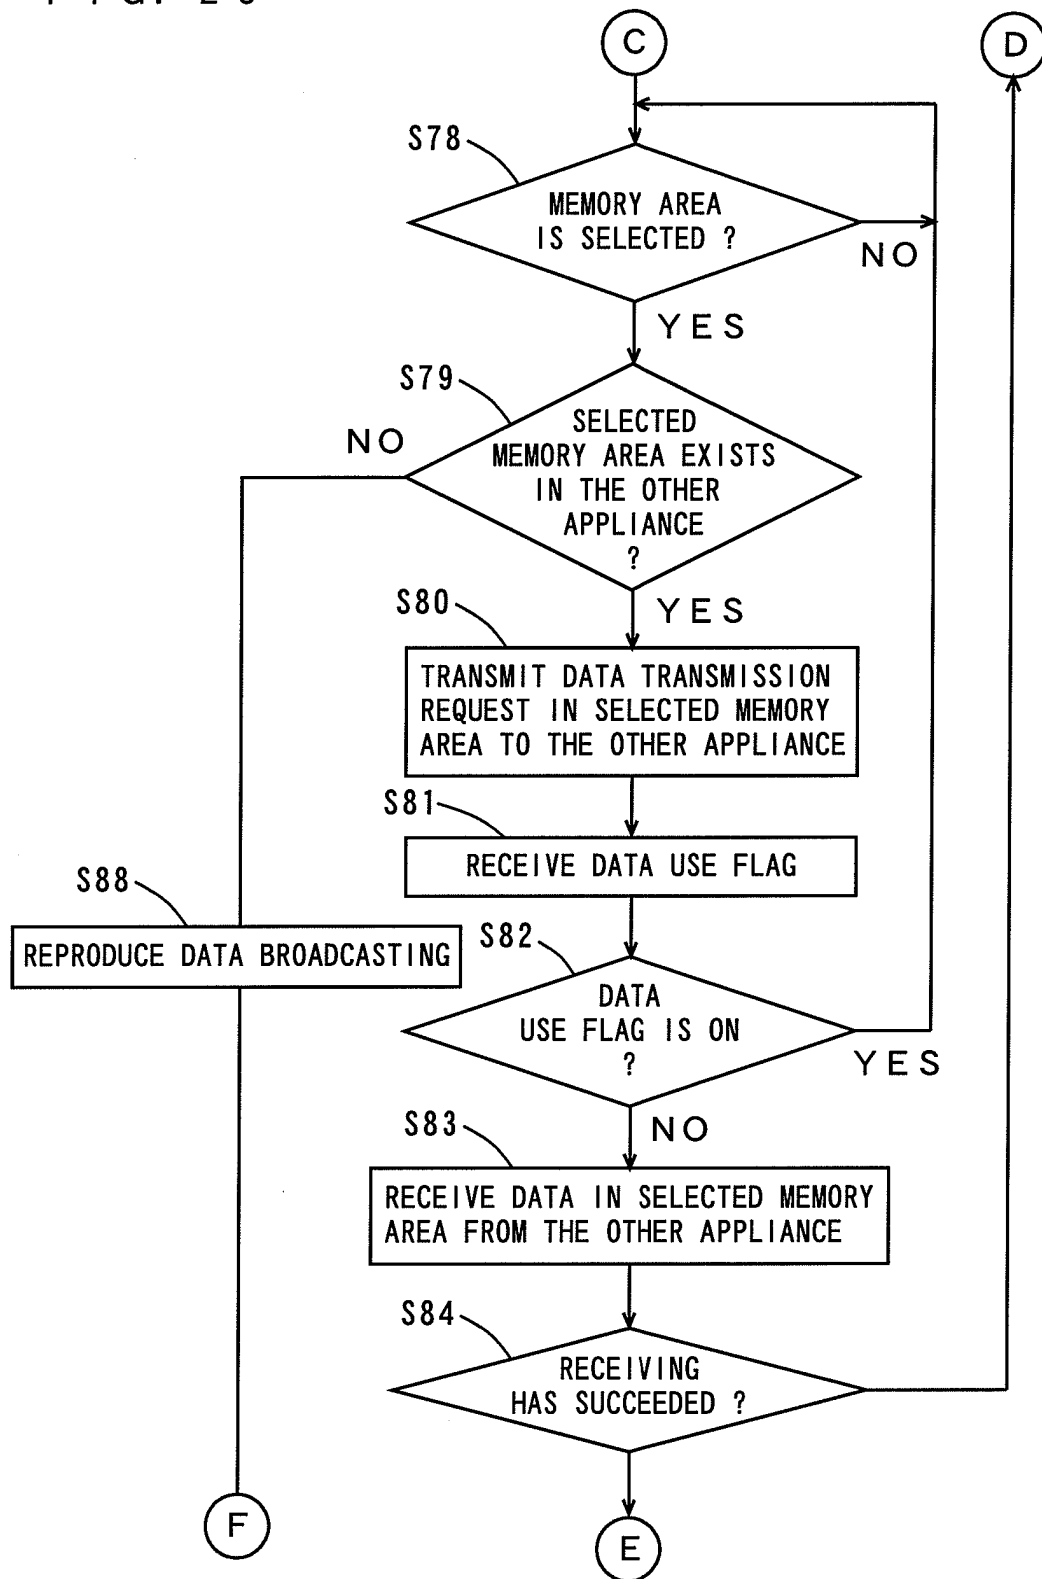 C
D
S78
MEMORY AREA
IS SELECTED ?
NO
YES
S79
NO
SELECTED
MEMORY AREA EXISTS
IN THE OTHER
APPLIANCE
?
YES
S80
TRANSMIT DATA TRANSMISSION
REQUEST IN SELECTED MEMORY
AREA TO THE OTHER APPLIANCE
S81
RECEIVE DATA USE FLAG
S88
REPRODUCE DATA BROADCASTING
S82
DATA
USE FLAG IS ON
?
YES
NO
S83
RECEIVE DATA IN SELECTED MEMORY
AREA FROM THE OTHER APPLIANCE
S84
RECEIVING
HAS SUCCEEDED ?
F
E